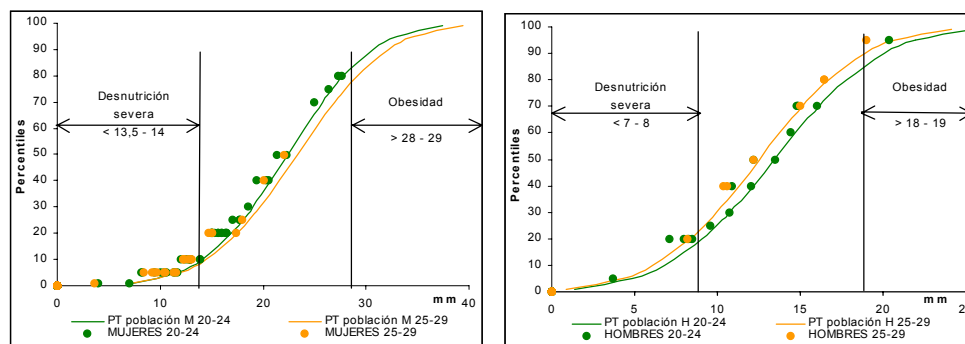 100
90
80
70
60
50
40
30
20
10
0
Percentiles
Desnutrición
severa
< 13,5 - 14
Obesidad
> 28 - 29
0
10
20
30
40
mm
PT población M 20-24
PT población M 25-29
MUJERES 20-24
MUJERES 25-29
100
90
80
70
60
50
40
30
20
10
0
Percentiles
Desnutrición
severa
< 7 - 8
Obesidad
> 18 - 19
0
5
10
15
20
mm
PT población H 20-24
PT población H 25-29
HOMBRES 20-24
HOMBRES 25-29